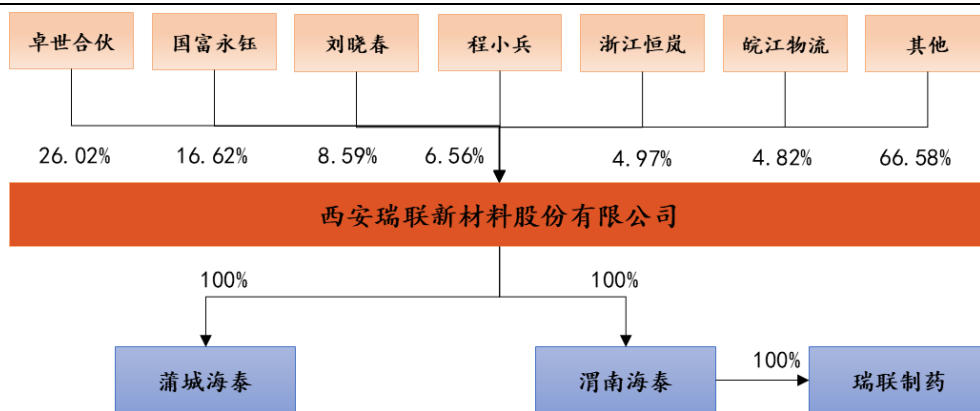 卓世合伙
国富永钰
刘晓春
程小兵
浙江恒岚
皖江物流
其他
26.02%
16.62%
8.59%
6.56%
4.97%
4.82%
66.58%
西安瑞联新材料股份有限公司
100%
100%
蒲城海泰
渭南海泰
100%
瑞联制药